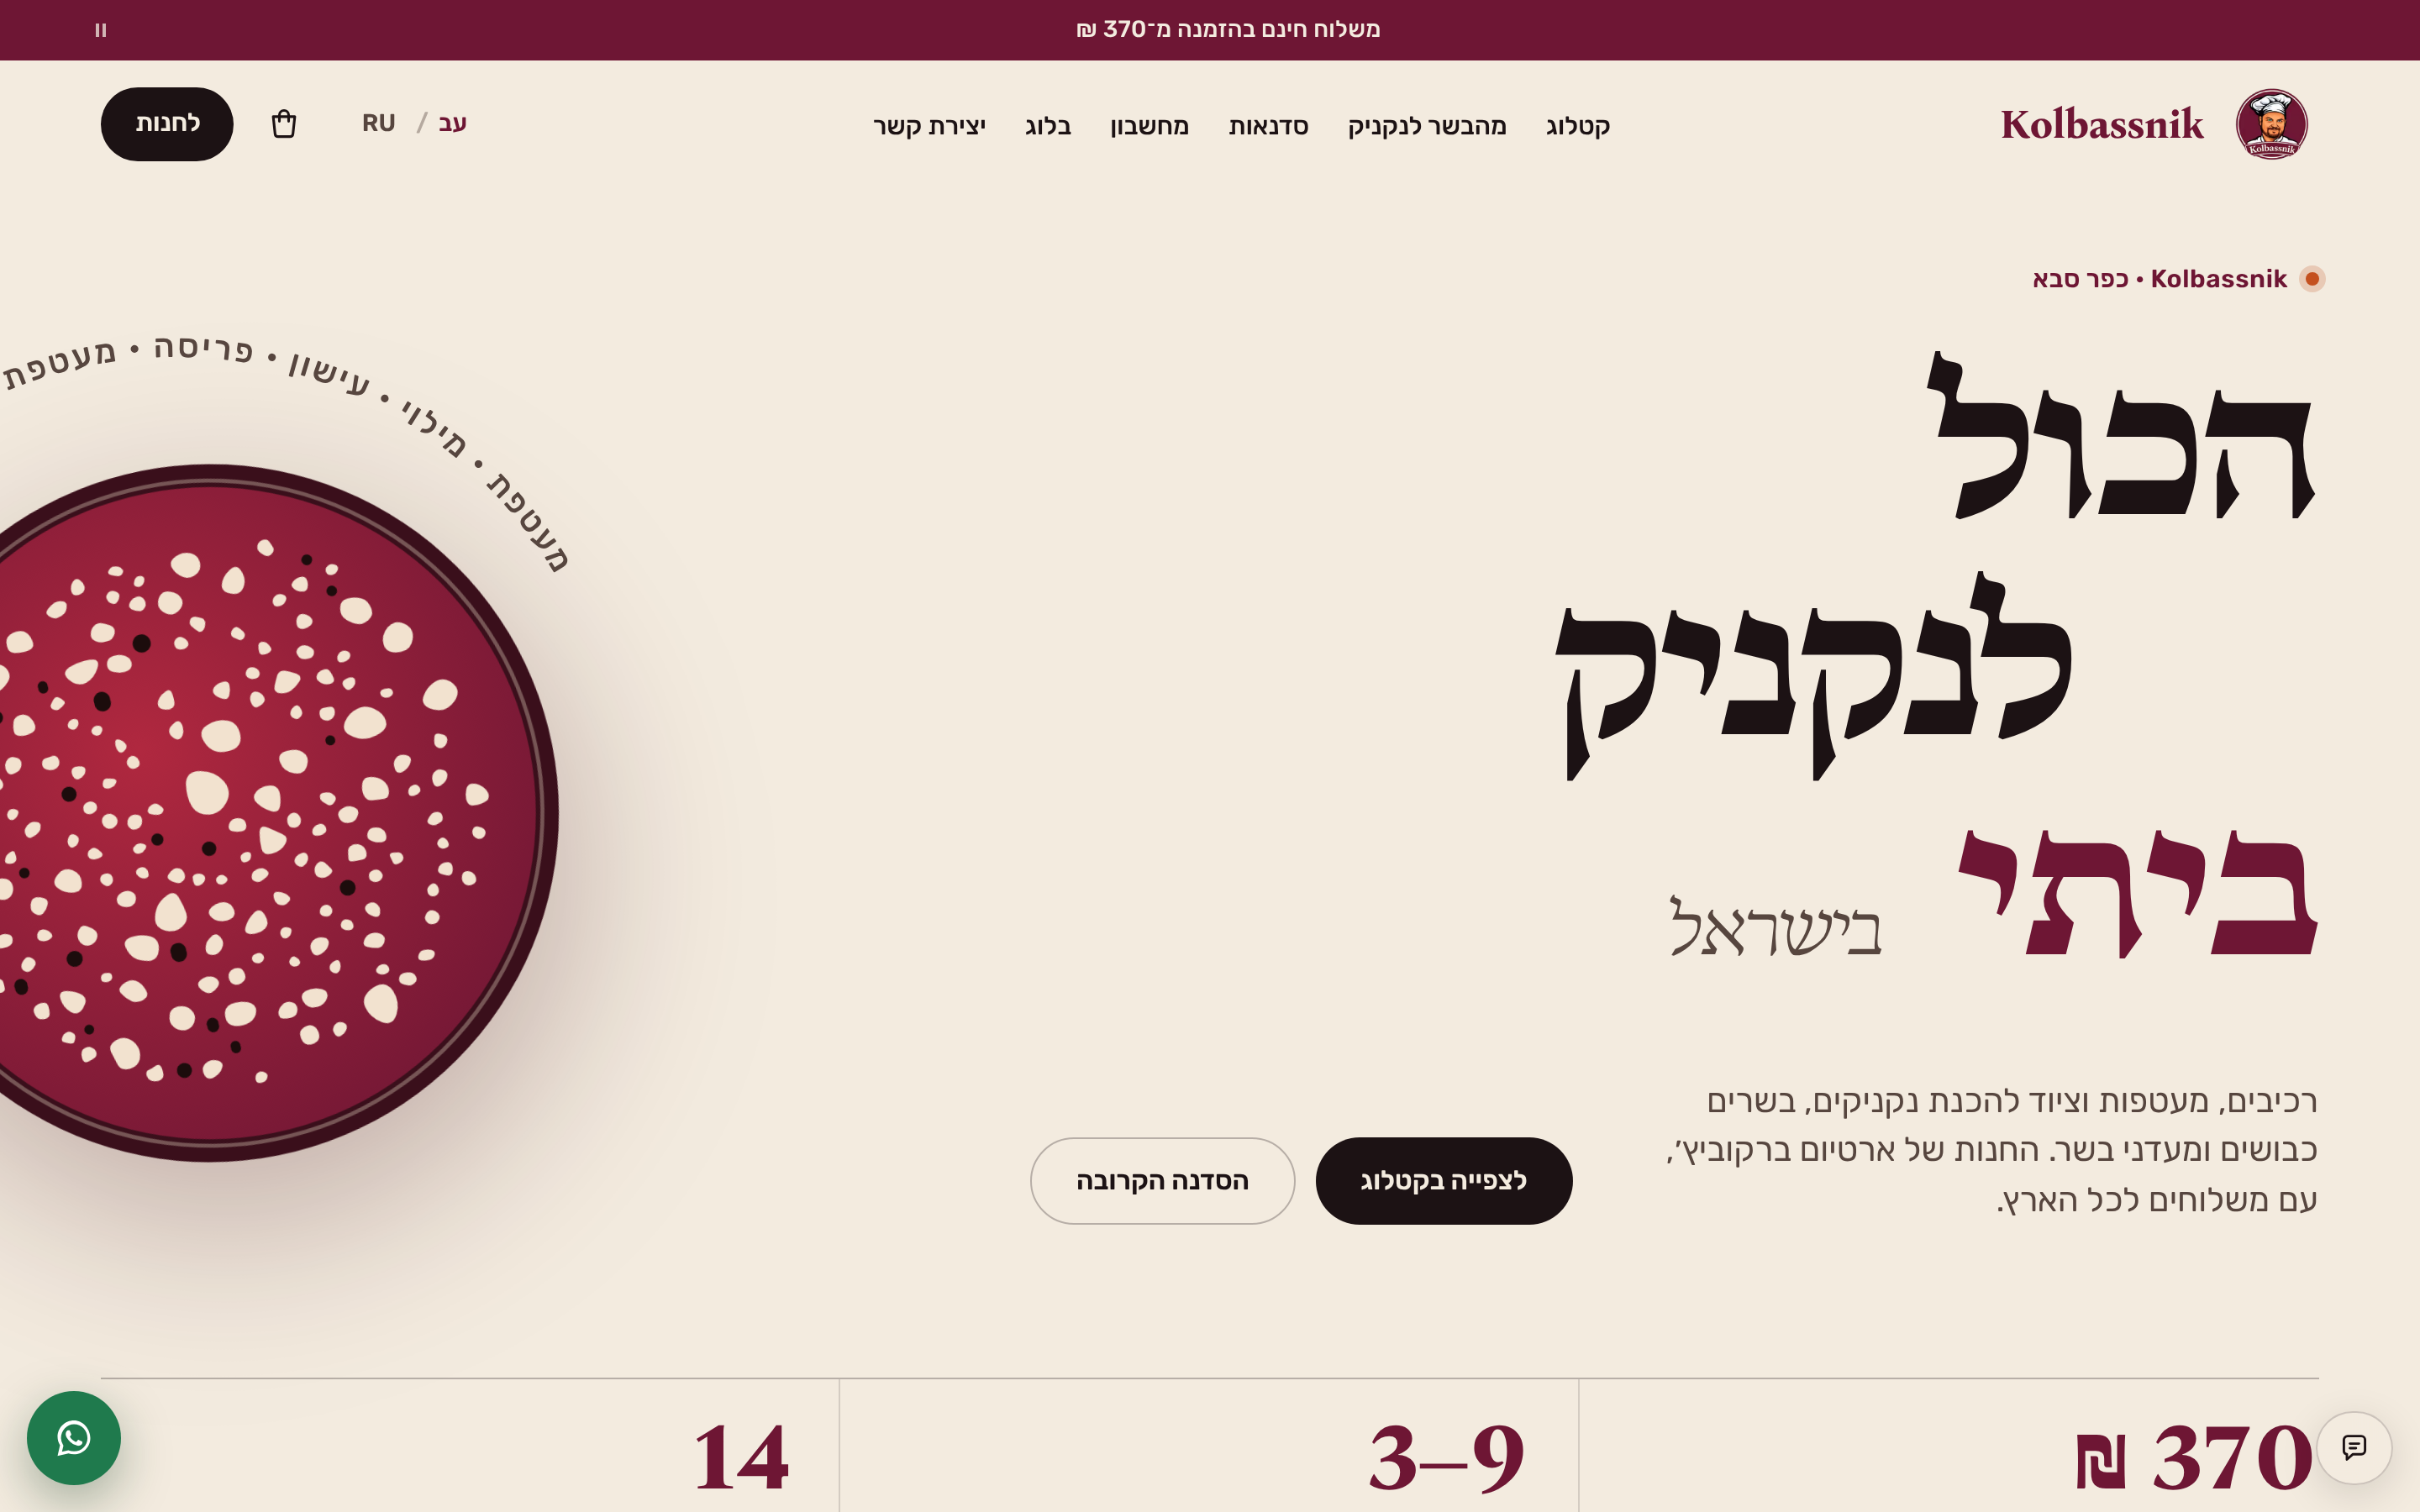 משלוח חינם בהזמנה מ־370 ₪
Kolbassnik
Kolbassnik
קטלוג
מהבשר לנקניק
סדנאות
מחשבון
בלוג
יצירת קשר
עב / RU
לחנות
Kolbassnik • כפר סבא
הכול
לנקניק
ביתי בישראל
מעטפת • מילוי • עישון • פריסה • מעטפת
רכיבים, מעטפות וציוד להכנת נקניקים, בשרים
כבושים ומעדני בשר. החנות של ארטיום ברקוביץ׳,
עם משלוחים לכל הארץ.
לצפייה בקטלוג
הסדנה הקרובה
370 ₪
3–9
14